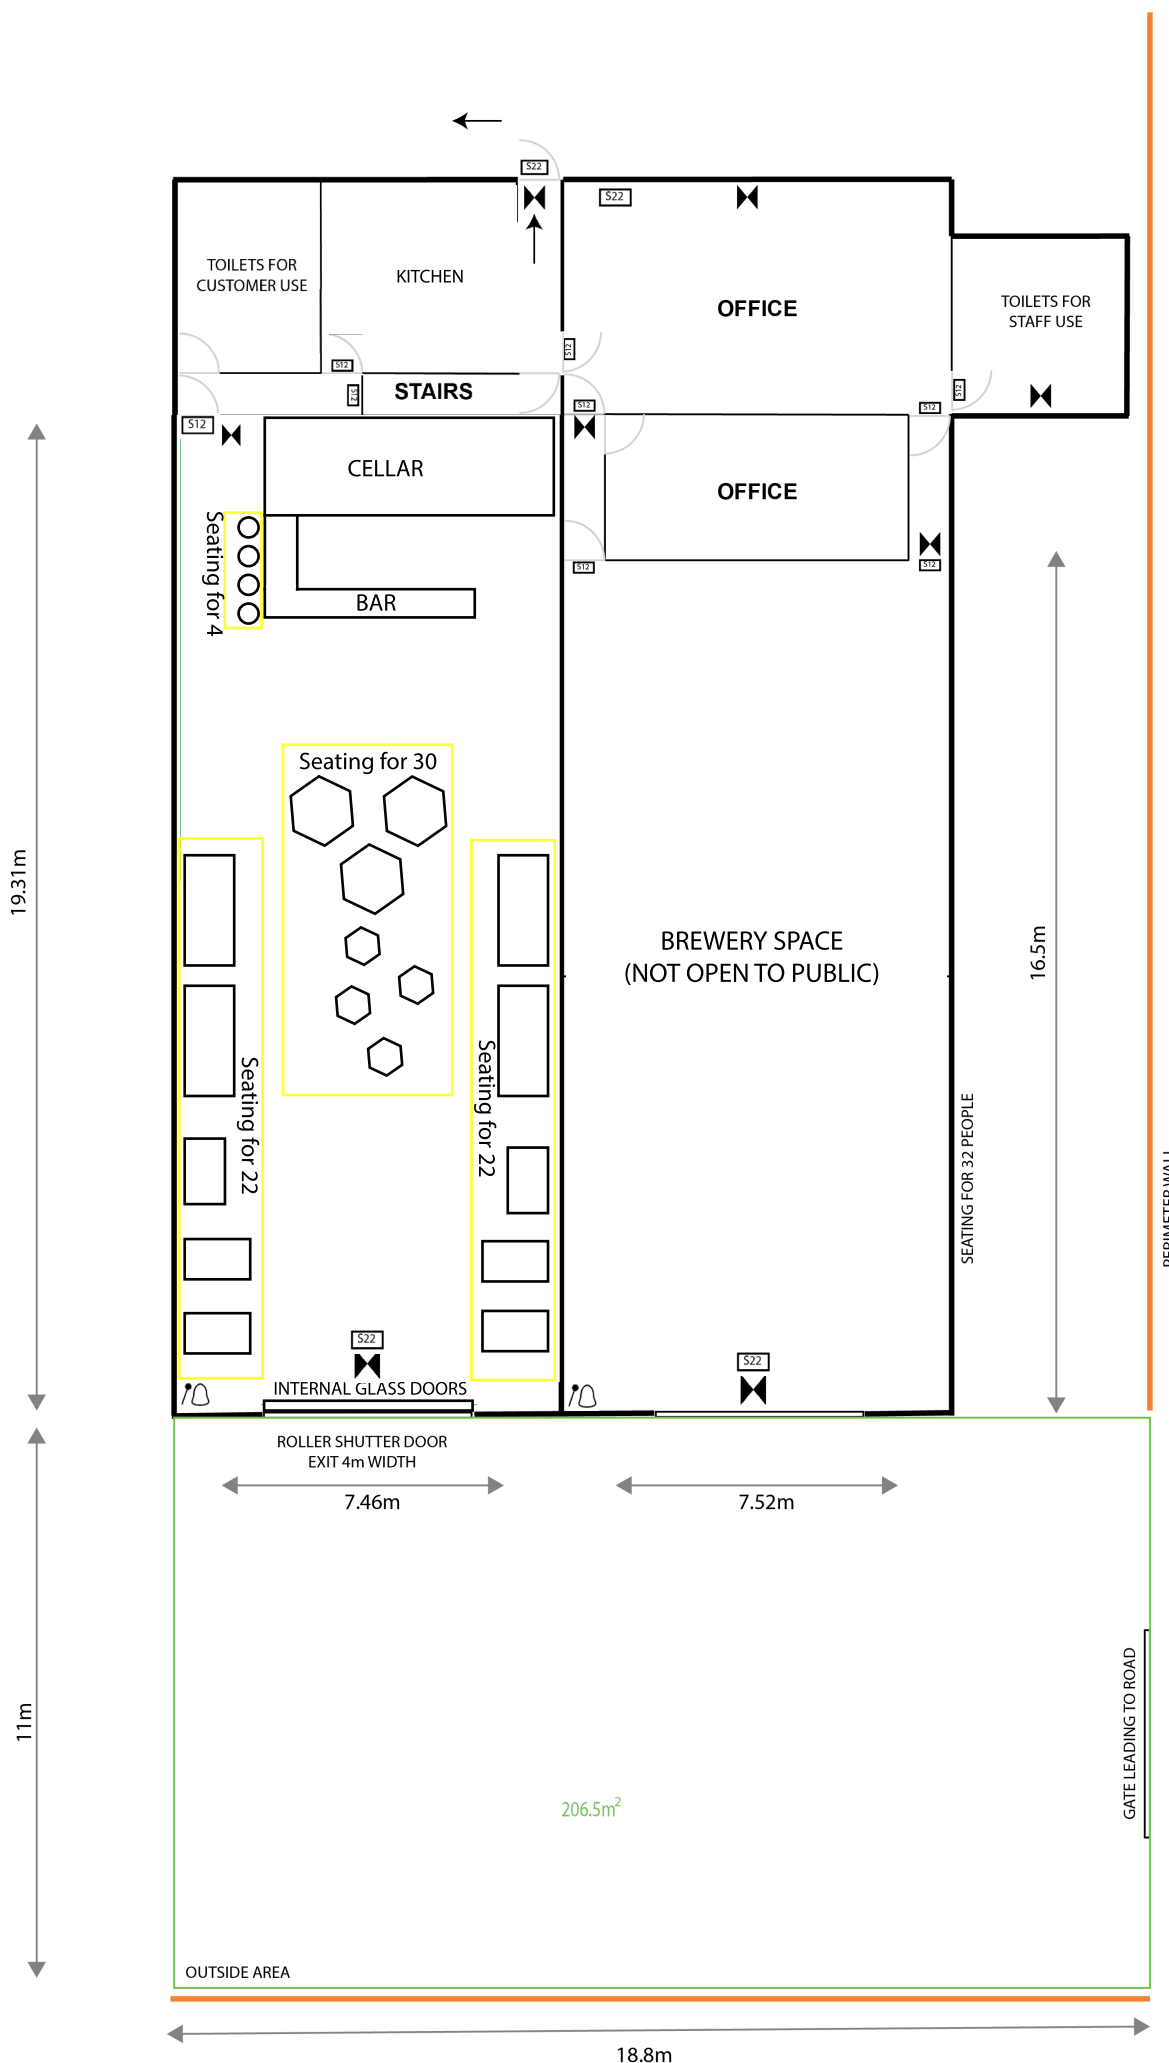 S22
S22
TOILETS FOR
CUSTOMER USE
KITCHEN
OFFICE
TOILETS FOR
STAFF USE
S12
S12
S12
STAIRS
S12
S12
S12
S12
CELLAR
OFFICE
Seating for 4
S12
S12
BAR
Seating for 30
19.31m
BREWERY SPACE
(NOT OPEN TO PUBLIC)
16.5m
Seating for 22
Seating for 22
SEATING FOR 32 PEOPLE
PERIMETER WALL
S22
S22
INTERNAL GLASS DOORS
ROLLER SHUTTER DOOR
EXIT 4m WIDTH
7.46m
7.52m
11m
GATE LEADING TO ROAD
206.5m²
OUTSIDE AREA
18.8m